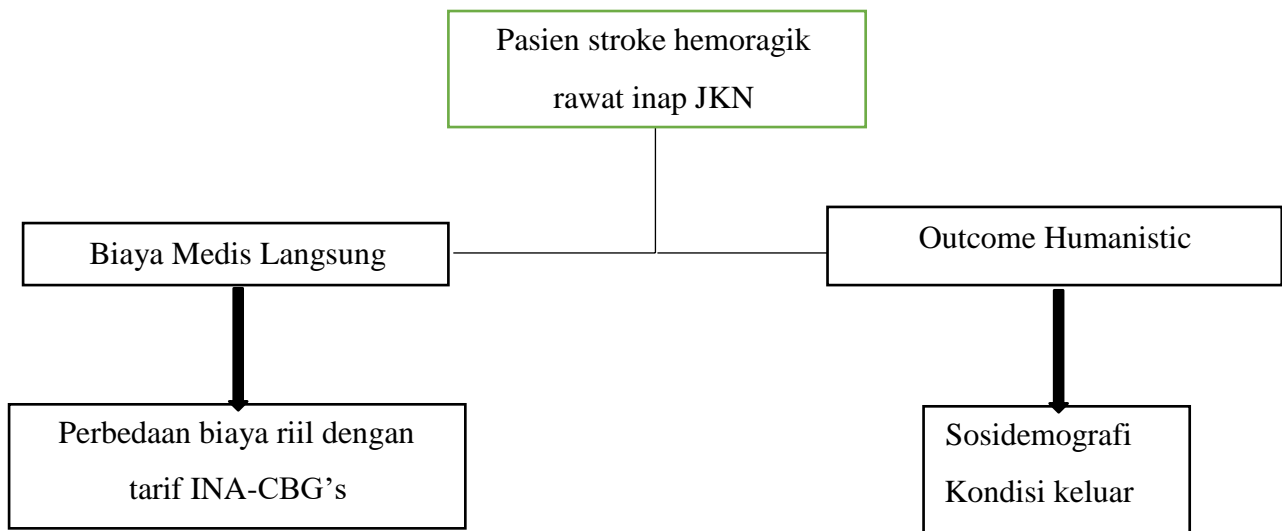 Pasien stroke hemoragik
rawat inap JKN
Biaya Medis Langsung
Outcome Humanistic
Perbedaan biaya riil dengan
tarif INA-CBG’s
Sosidemografi
Kondisi keluar